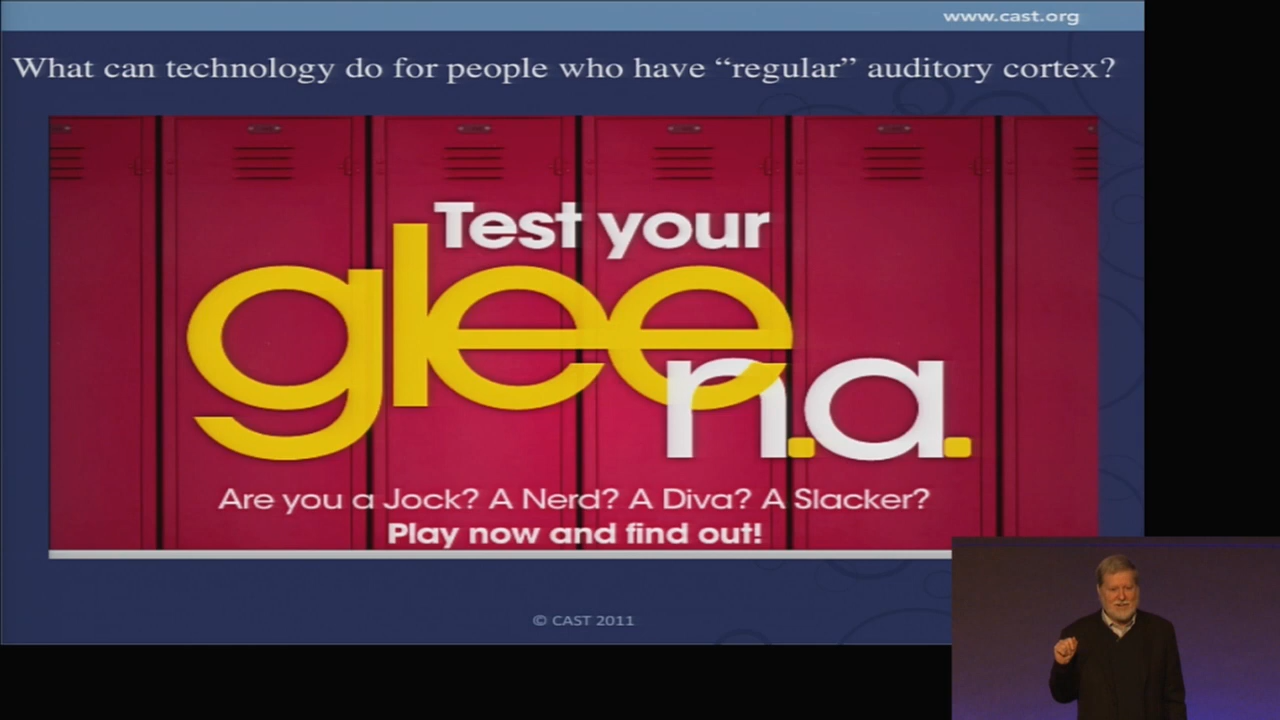 www.cast.org
What can technology do for people who have “regular” auditory cortex?
Test your
glee
n.a.
Are you a Jock? A Nerd? A Diva? A Slacker?
Play now and find out!
© CAST 2011